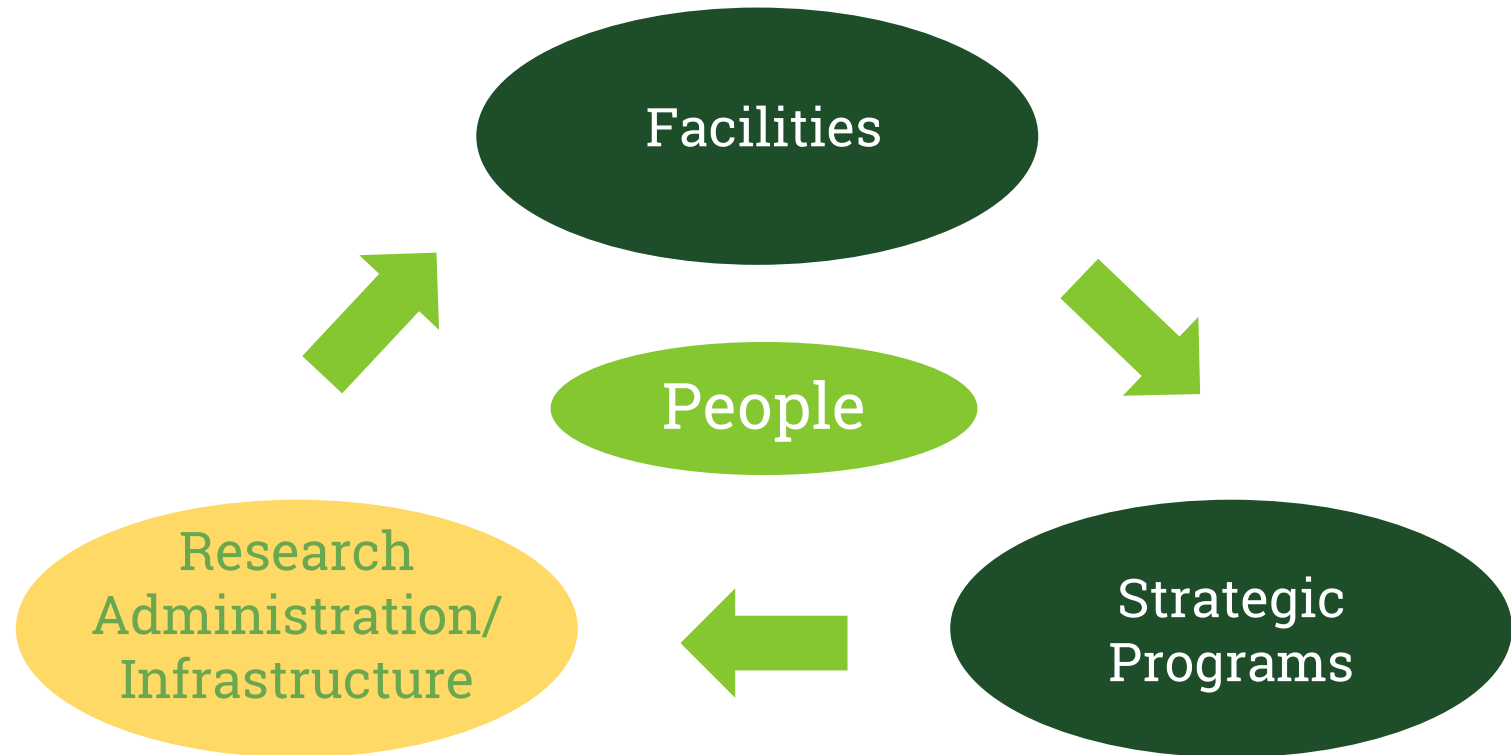 Facilities
People
Research
Administration/
Infrastructure
Strategic
Programs